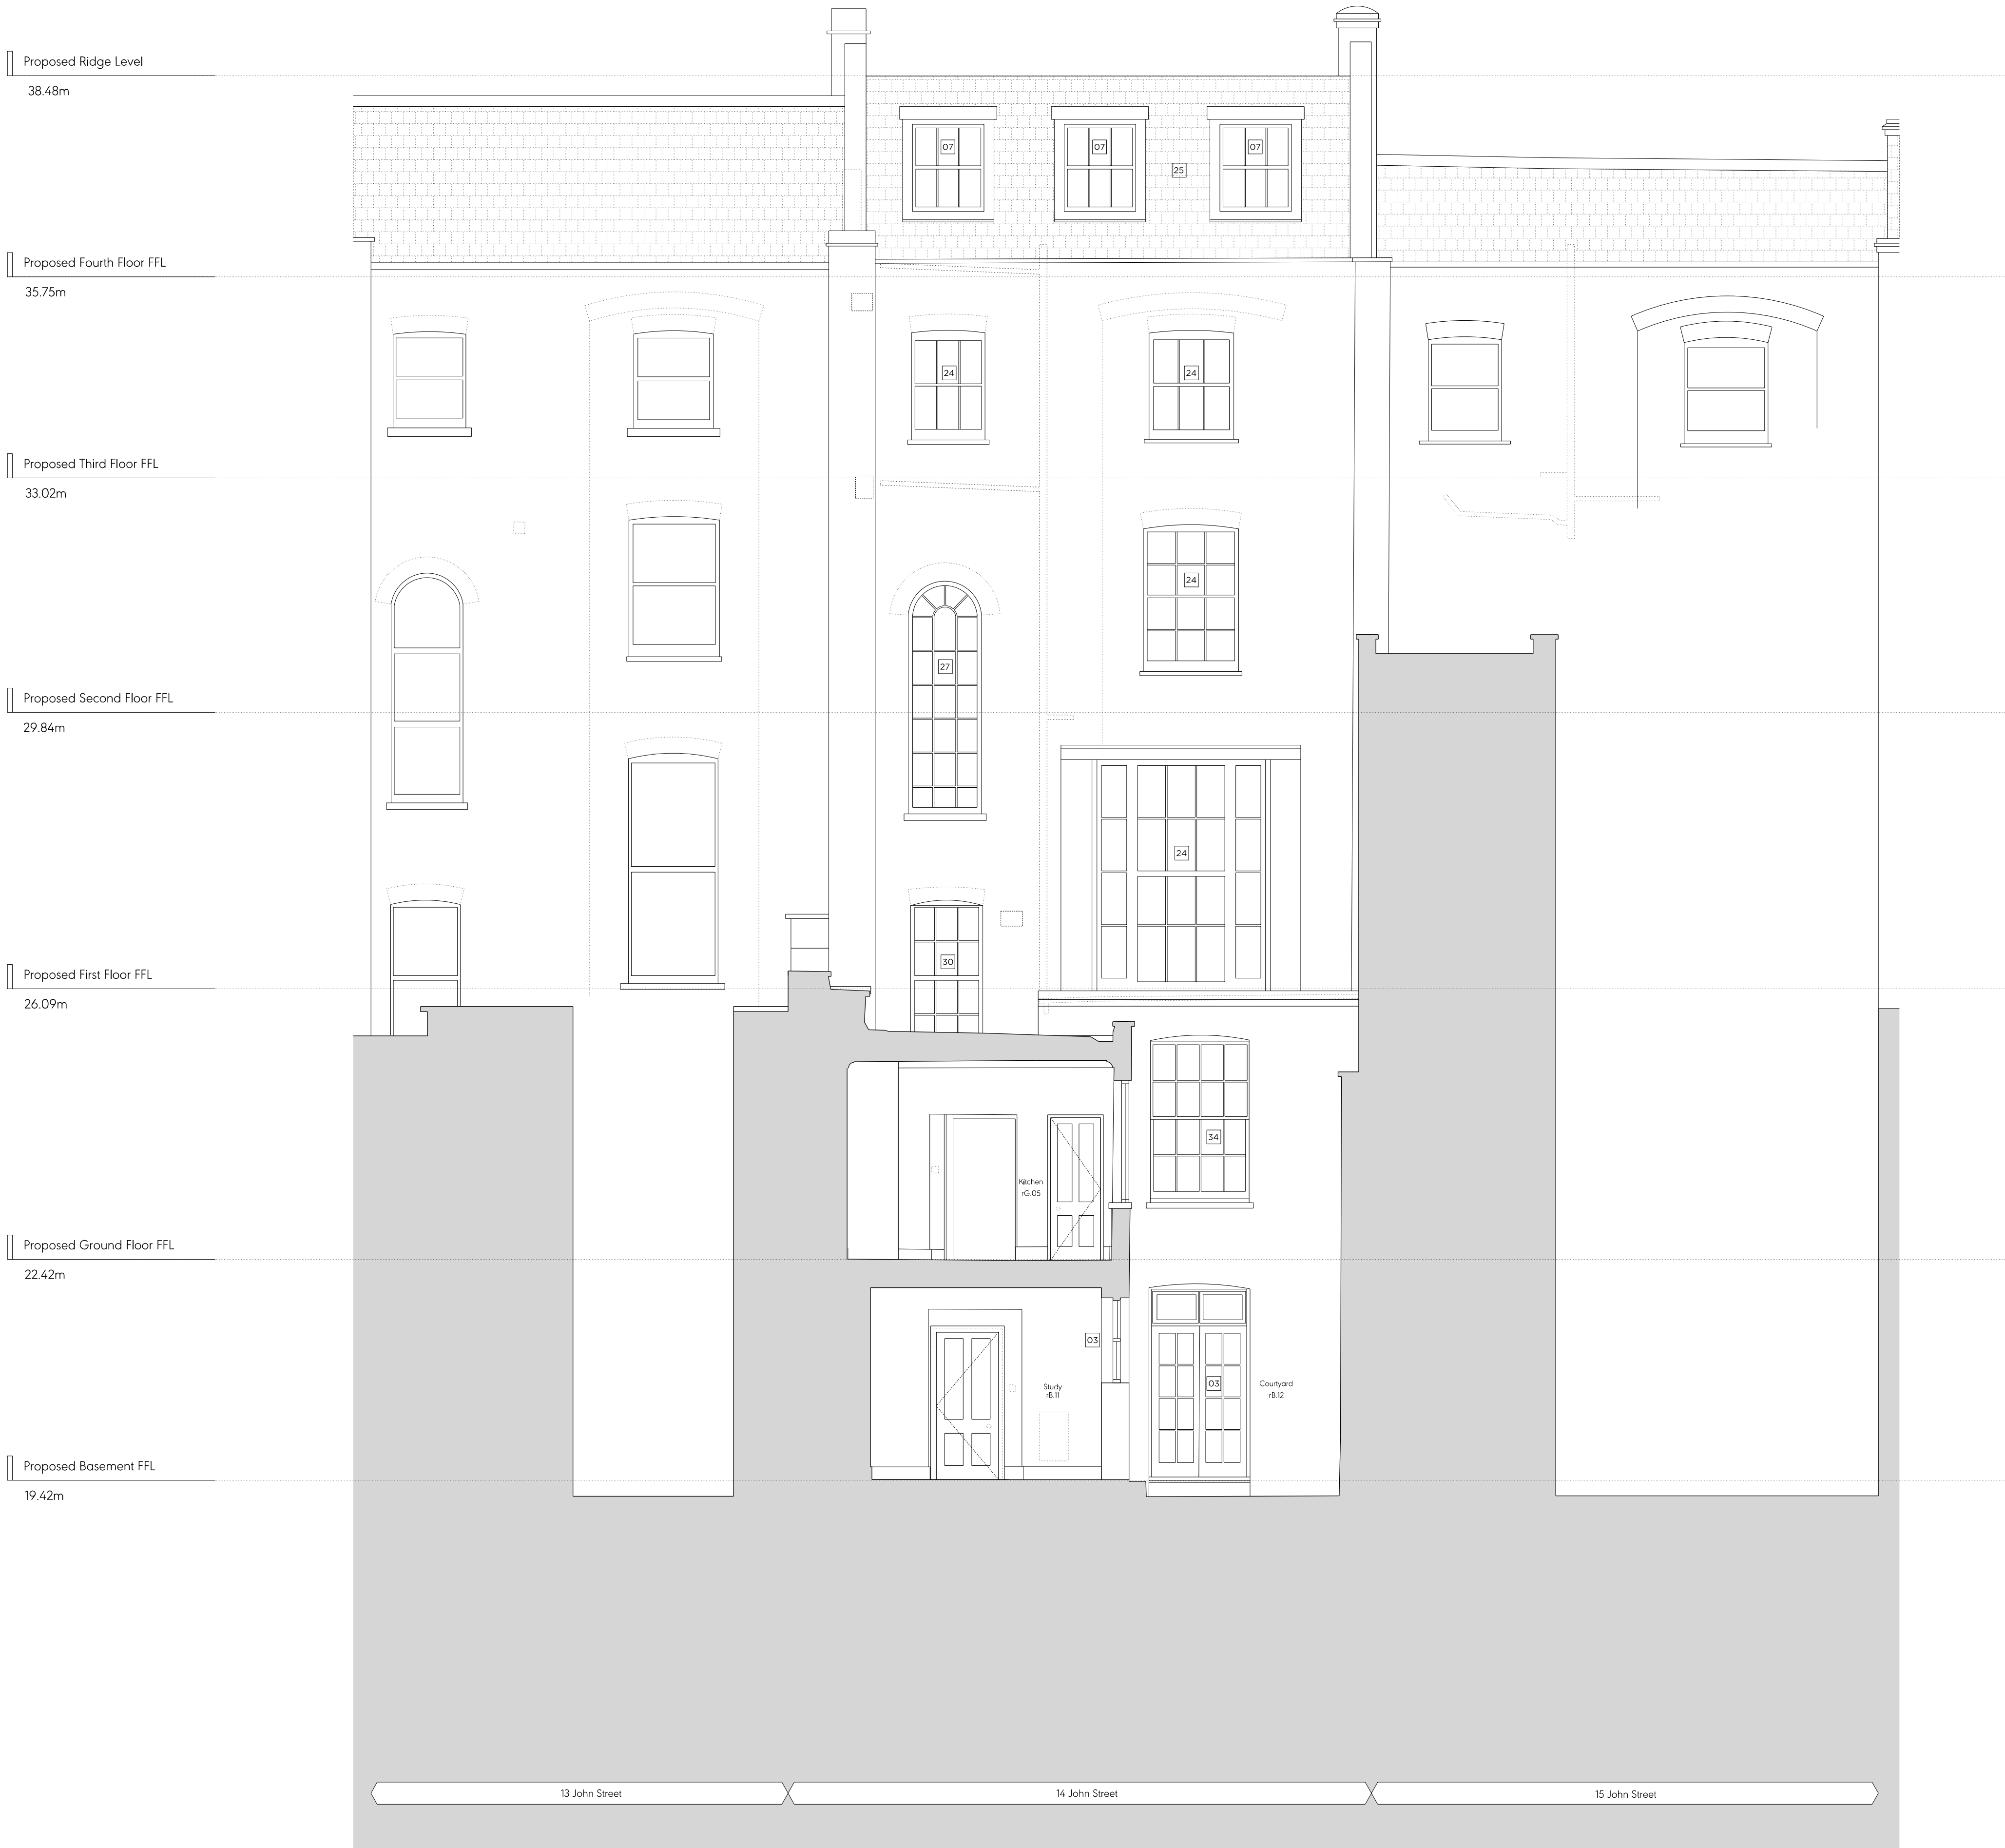 Proposed Ridge Level
38.48m
07
07
07
25
Proposed Fourth Floor FFL
35.75m
24
24
Proposed Third Floor FFL
33.02m
24
27
Proposed Second Floor FFL
29.84m
24
30
Proposed First Floor FFL
26.09m
34
Kitchen
rG.05
Proposed Ground Floor FFL
22.42m
03
Study
rB.11
03
Courtyard
rB.12
Proposed Basement FFL
19.42m
13 John Street
14 John Street
15 John Street